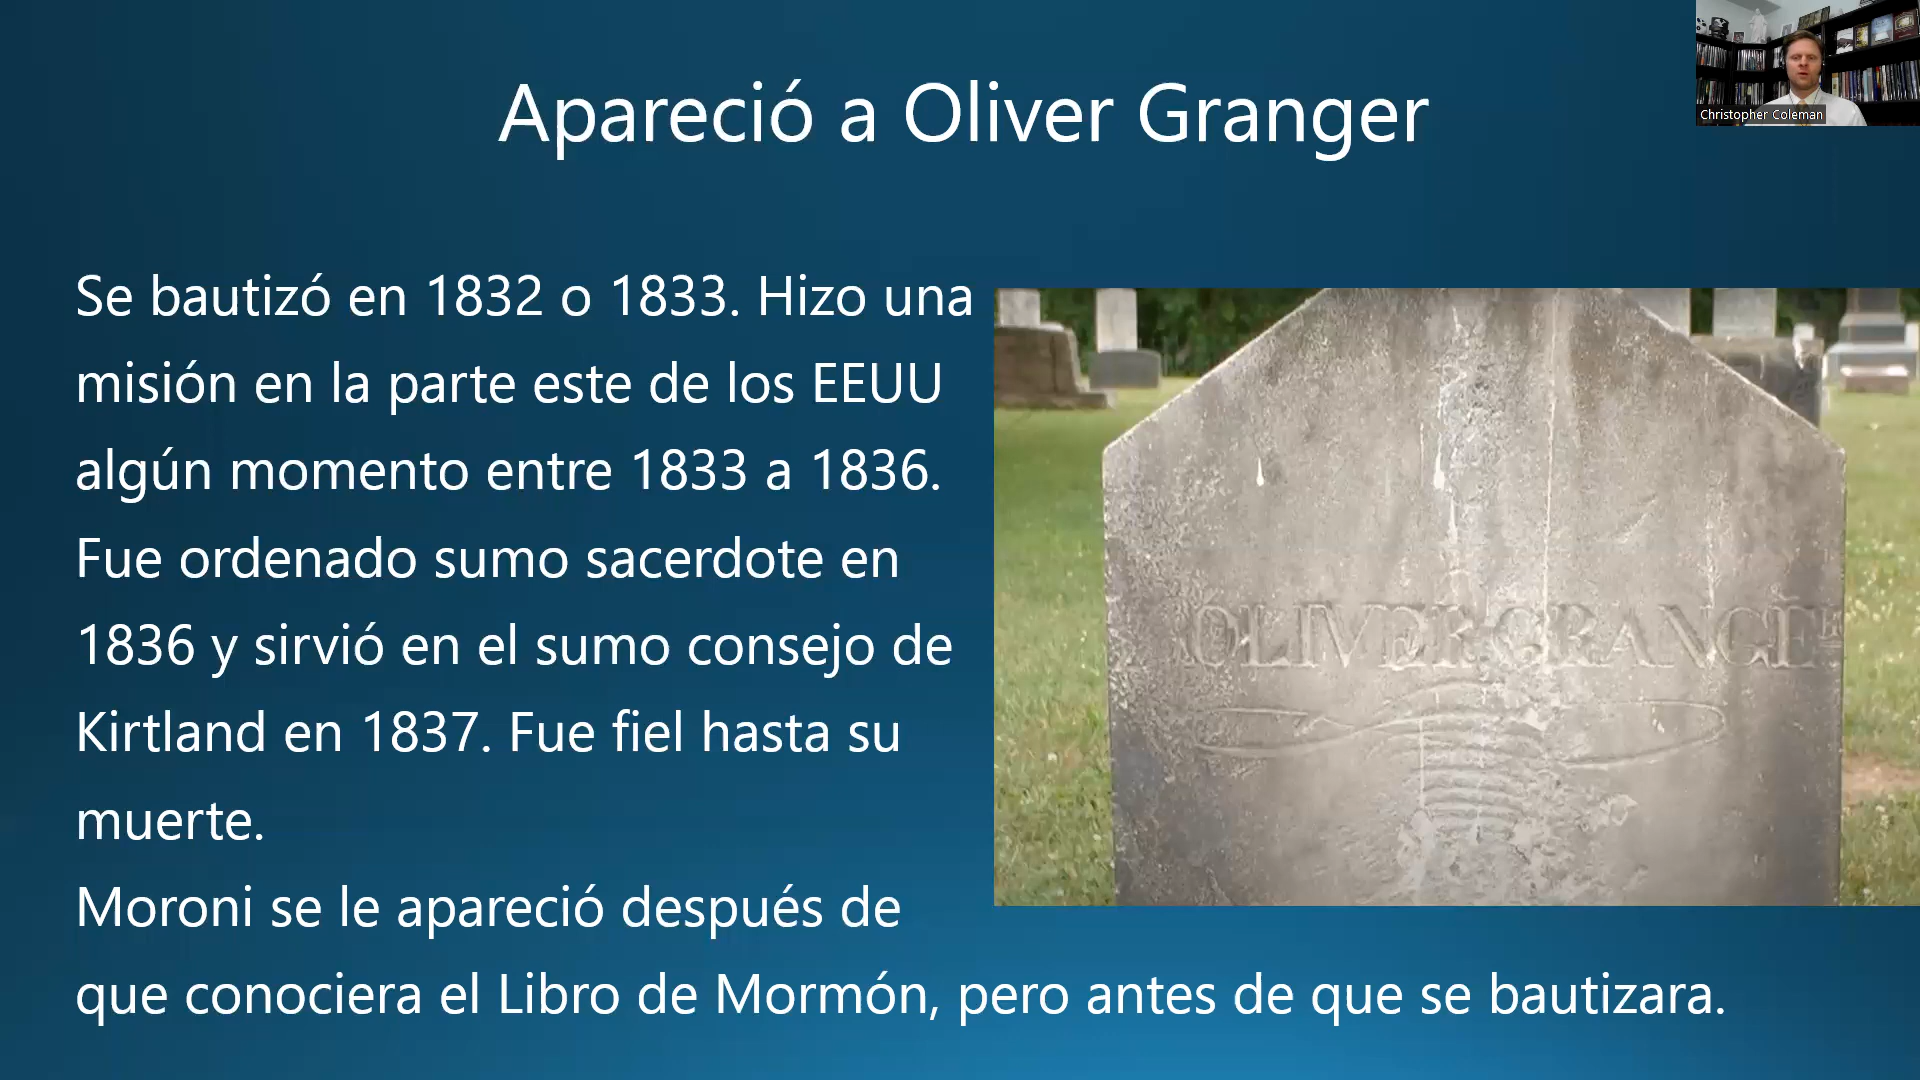 Apareció a Oliver Granger
Christopher Coleman
Se bautizó en 1832 o 1833. Hizo una
misión en la parte este de los EEUU
algún momento entre 1833 a 1836.
Fue ordenado sumo sacerdote en
1836 y sirvió en el sumo consejo de
Kirtland en 1837. Fue fiel hasta su
muerte.
Moroni se le apareció después de
que conociera el Libro de Mormón, pero antes de que se bautizara.
OLIVER GRANGER